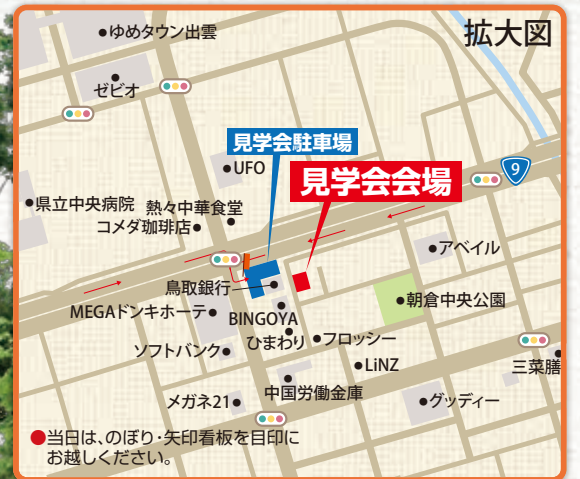 拡大図
●ゆめタウン出雲
ゼビオ
見学会駐車場
●UFO
見学会会場
9
●県立中央病院
熱々中華食堂
コメダ珈琲店●
●アベイル
鳥取銀行
MEGAドンキホーテ●
BINGOYA
●朝倉中央公園
ひまわり
●フロッシー
ソフトバンク●
●LiNZ
三菜膳
中国労働金庫
メガネ21●
●グッディー
●当日は、のぼり・矢印看板を目印に
お越しください。